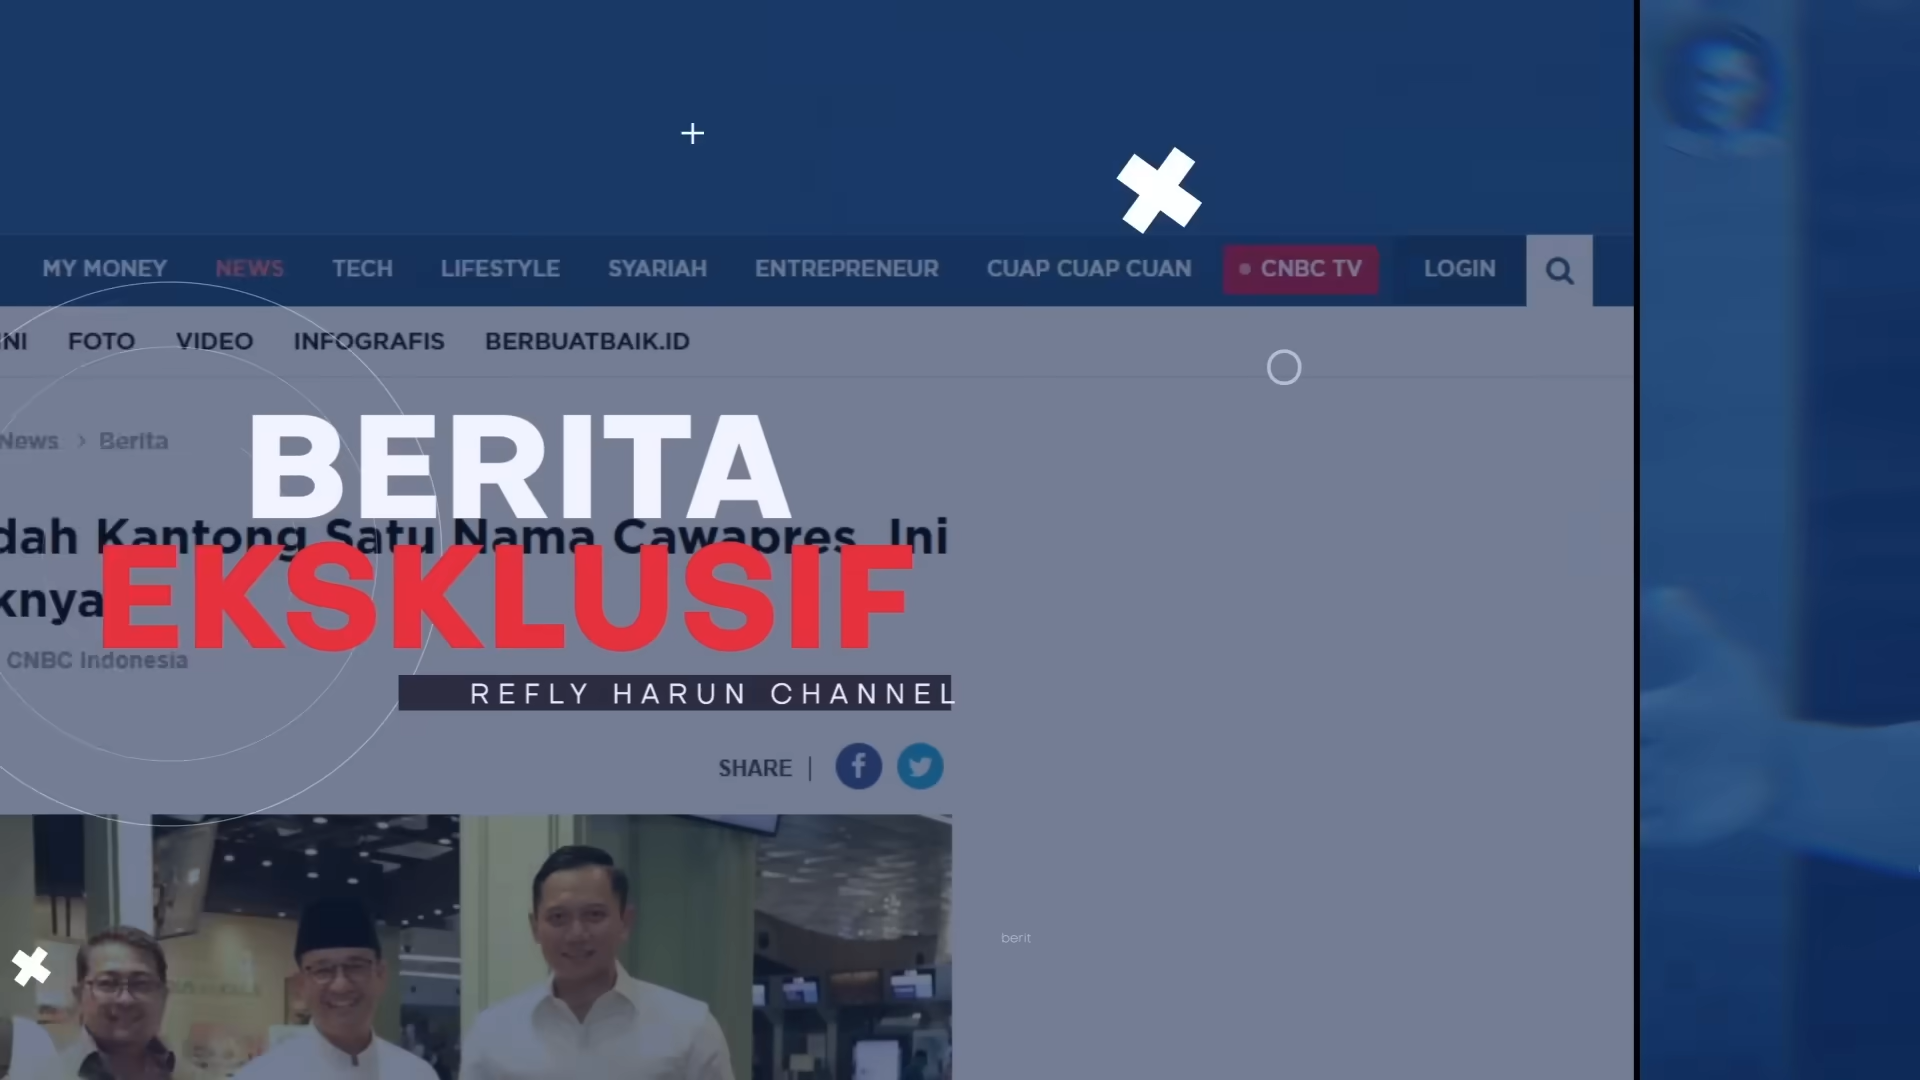 MY MONEY NEWS TECH LIFESTYLE SYARIAH ENTREPRENEUR CUAP CUAP CUAN CNBC TV LOGIN
INI FOTO VIDEO INFOGRAFIS BERBUATBAIK.ID
News > Berita
BERITA
dah Kantong Satu Nama Cawapres, Ini
knya
EKSKLUSIF
CNBC Indonesia
REFLY HARUN CHANNEL
SHARE |
berit